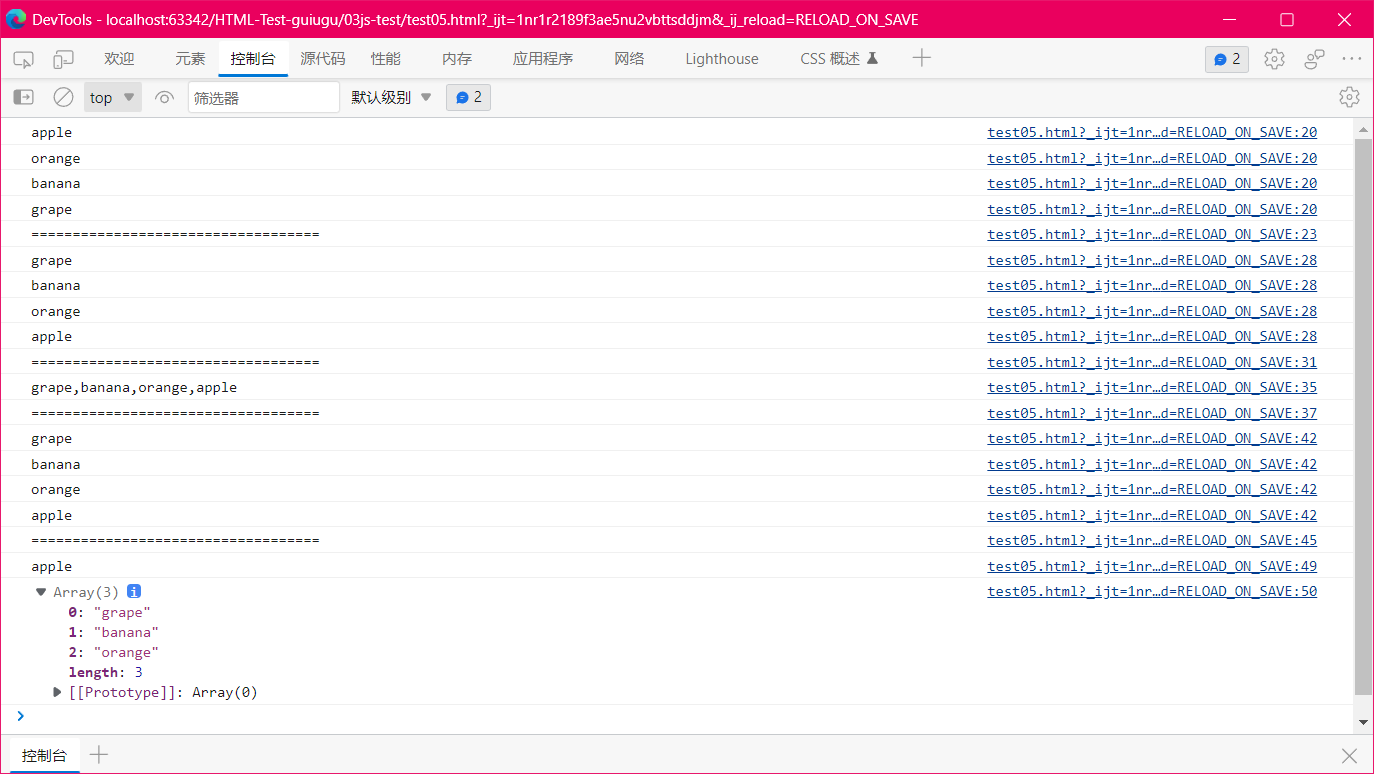 DevTools - localhost:63342/HTML-Test-guiugu/03js-test/test05.html?_ijt=1nr1r2189f3ae5nu2vbttsddjm&_ij_reload=RELOAD_ON_SAVE
欢迎 元素 控制台 源代码 性能 内存 应用程序 网络 Lighthouse CSS 概述 2
top 筛选器 默认级别 2
apple test05.html?_ijt=1nr…d=RELOAD_ON_SAVE:20
orange test05.html?_ijt=1nr…d=RELOAD_ON_SAVE:20
banana test05.html?_ijt=1nr…d=RELOAD_ON_SAVE:20
grape test05.html?_ijt=1nr…d=RELOAD_ON_SAVE:20
=================================== test05.html?_ijt=1nr…d=RELOAD_ON_SAVE:23
grape test05.html?_ijt=1nr…d=RELOAD_ON_SAVE:28
banana test05.html?_ijt=1nr…d=RELOAD_ON_SAVE:28
orange test05.html?_ijt=1nr…d=RELOAD_ON_SAVE:28
apple test05.html?_ijt=1nr…d=RELOAD_ON_SAVE:28
=================================== test05.html?_ijt=1nr…d=RELOAD_ON_SAVE:31
grape,banana,orange,apple test05.html?_ijt=1nr…d=RELOAD_ON_SAVE:35
=================================== test05.html?_ijt=1nr…d=RELOAD_ON_SAVE:37
grape test05.html?_ijt=1nr…d=RELOAD_ON_SAVE:42
banana test05.html?_ijt=1nr…d=RELOAD_ON_SAVE:42
orange test05.html?_ijt=1nr…d=RELOAD_ON_SAVE:42
apple test05.html?_ijt=1nr…d=RELOAD_ON_SAVE:42
=================================== test05.html?_ijt=1nr…d=RELOAD_ON_SAVE:45
apple test05.html?_ijt=1nr…d=RELOAD_ON_SAVE:49
Array(3) i test05.html?_ijt=1nr…d=RELOAD_ON_SAVE:50
0: "grape"
1: "banana"
2: "orange"
length: 3
[[Prototype]]: Array(0)
控制台